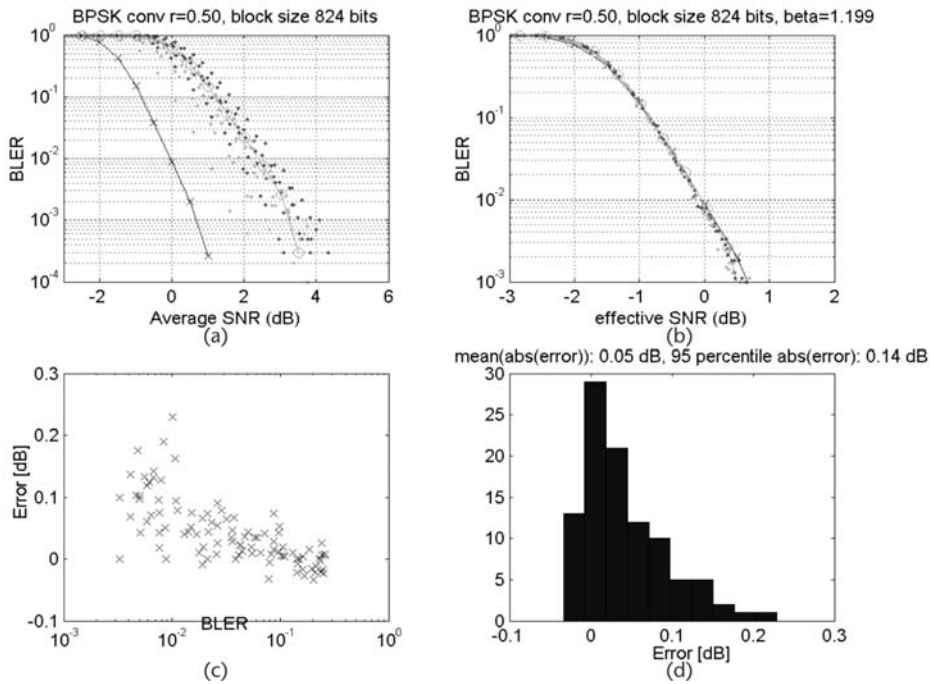 BPSK conv r=0.50, block size 824 bits
10^0
10^-1
10^-2
10^-3
10^-4
BLER
-2
0
2
4
6
Average SNR (dB)
(a)
BPSK conv r=0.50, block size 824 bits, beta=1.199
10^0
10^-1
10^-2
10^-3
BLER
-3
-2
-1
0
1
2
effective SNR (dB)
(b)
0.3
0.2
0.1
0
-0.1
Error [dB]
10^-3
10^-2
10^-1
10^0
BLER
(c)
mean(abs(error)): 0.05 dB, 95 percentile abs(error): 0.14 dB
30
25
20
15
10
5
0
-0.1
0
0.1
0.2
0.3
Error [dB]
(d)